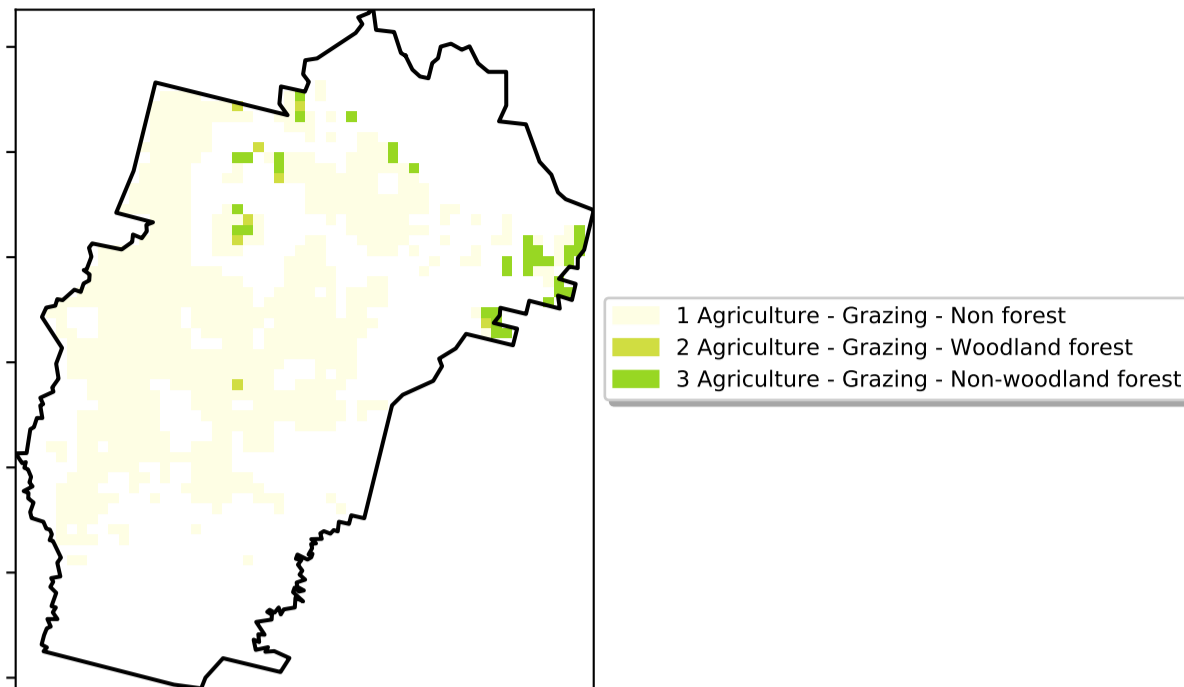 1 Agriculture - Grazing - Non forest
2 Agriculture - Grazing - Woodland forest
3 Agriculture - Grazing - Non-woodland forest